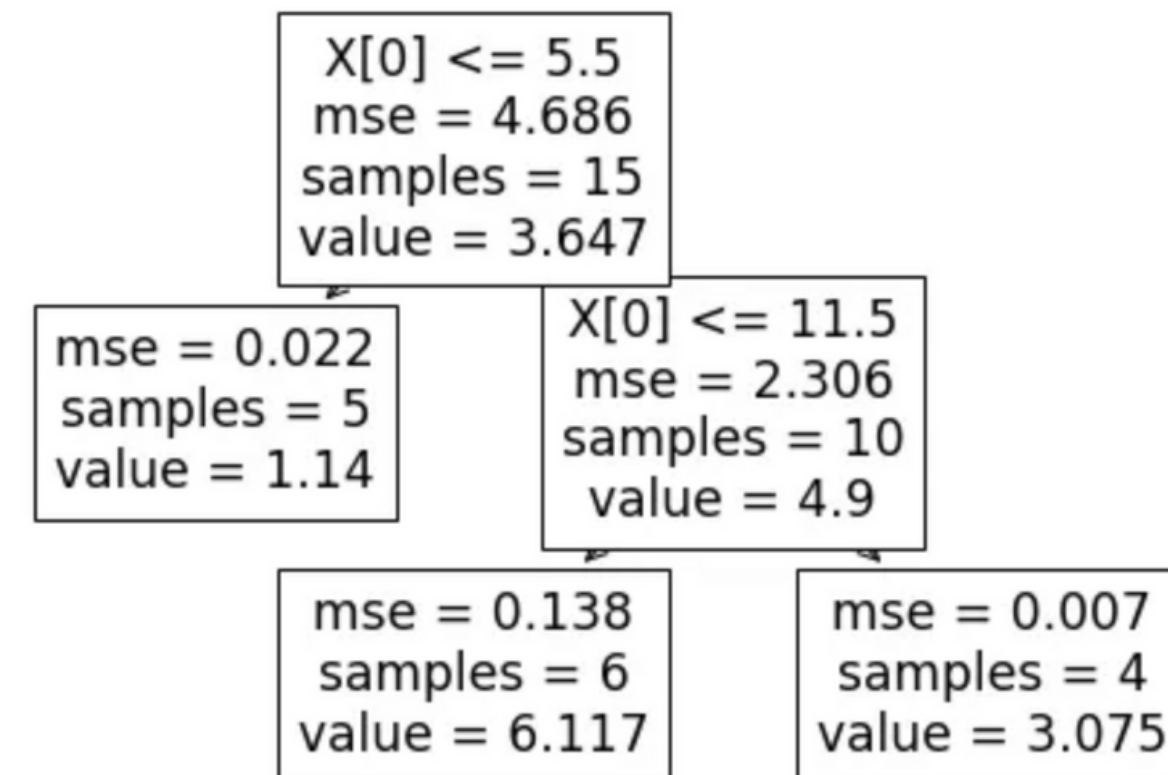 X[0] <= 5.5
mse = 4.686
samples = 15
value = 3.647
mse = 0.022
samples = 5
value = 1.14
X[0] <= 11.5
mse = 2.306
samples = 10
value = 4.9
mse = 0.138
samples = 6
value = 6.117
mse = 0.007
samples = 4
value = 3.075